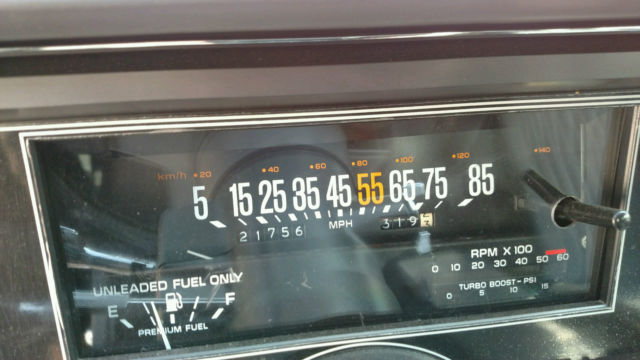 km/h 20 40 60 80 100 120 140
5 15 25 35 45 55 65 75 85
21756 MPH 319
RPM X 100
0 10 20 30 40 50 60
TURBO BOOST - PSI
0 5 10 15
UNLEADED FUEL ONLY
E F
PREMIUM FUEL